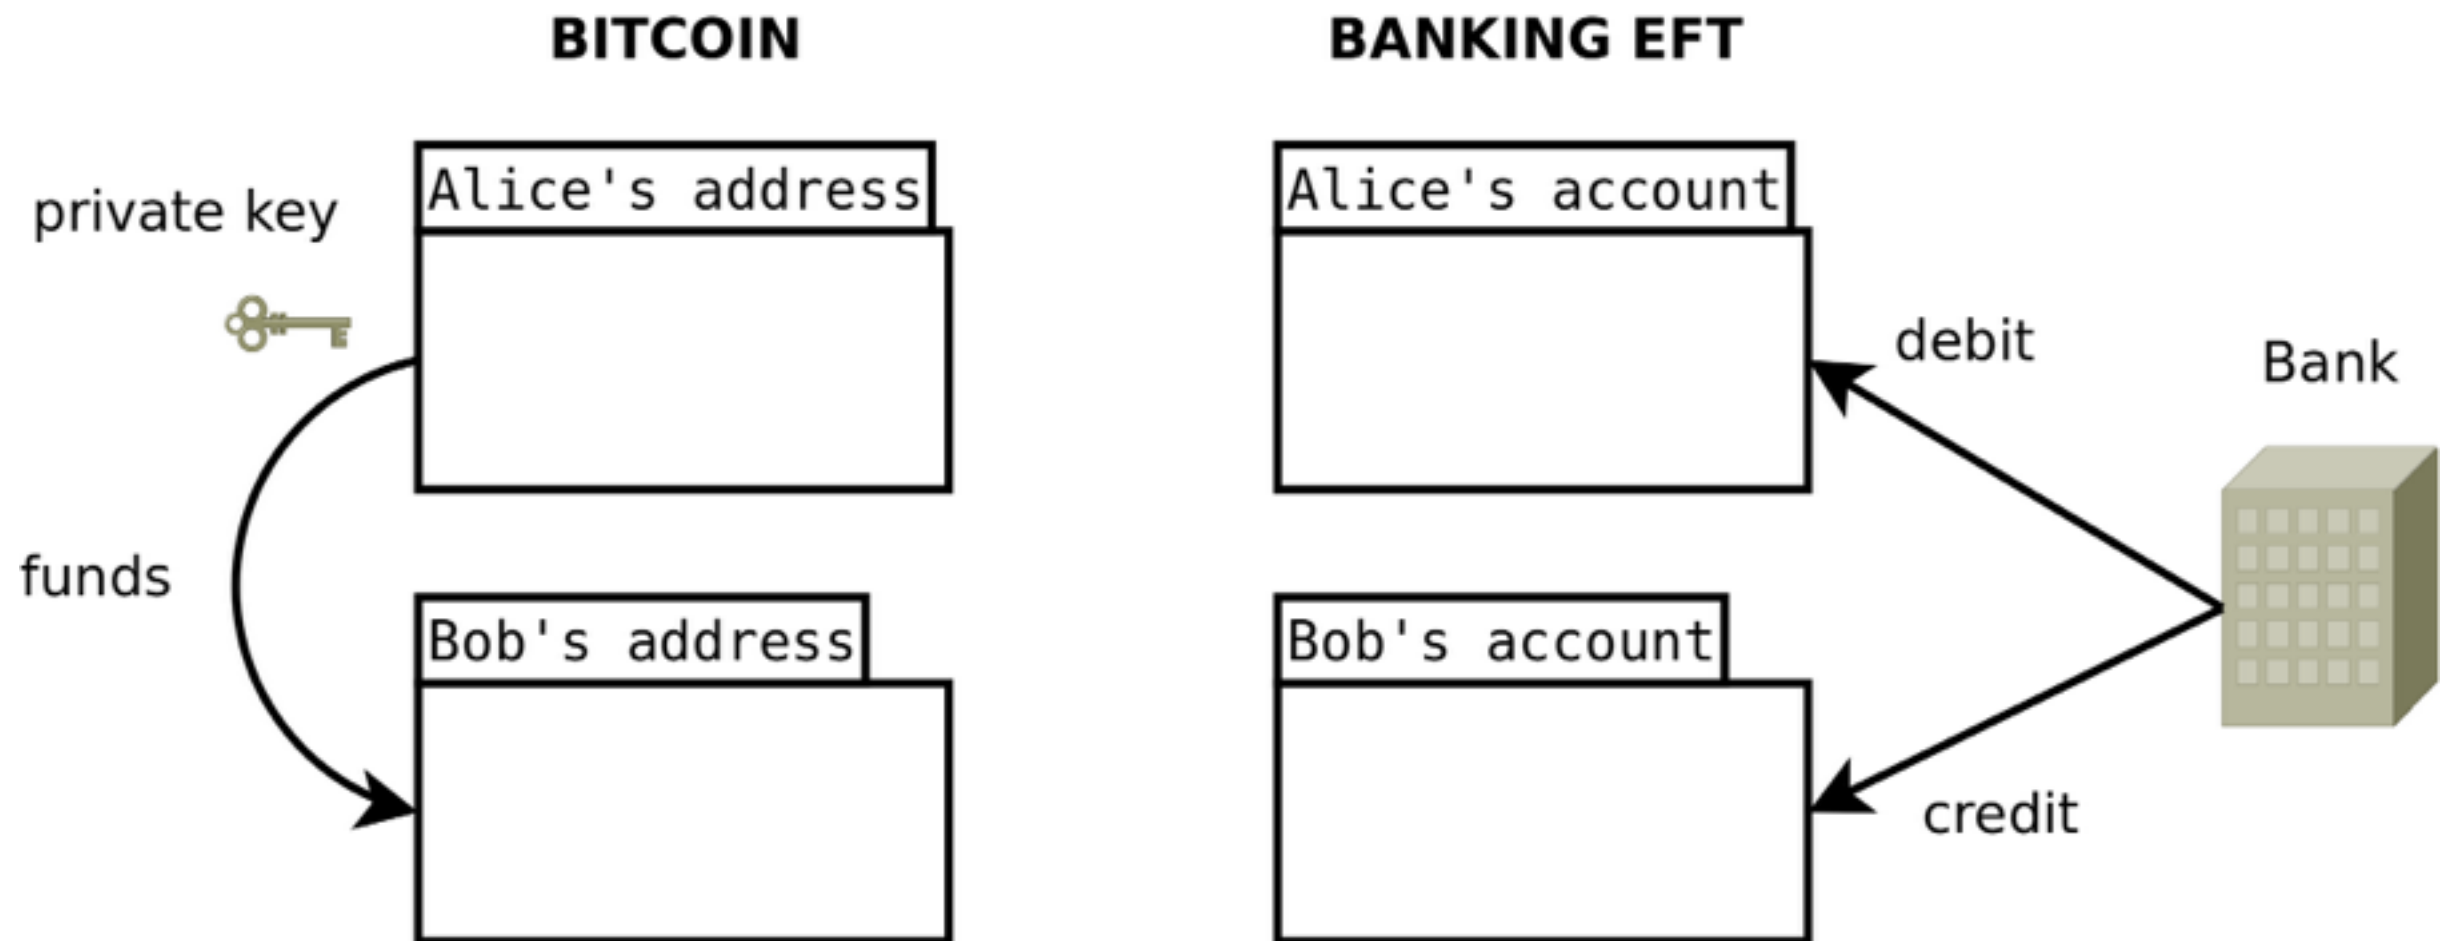 BITCOIN
BANKING EFT
private key
Alice's address
funds
Bob's address
Alice's account
debit
Bank
Bob's account
credit